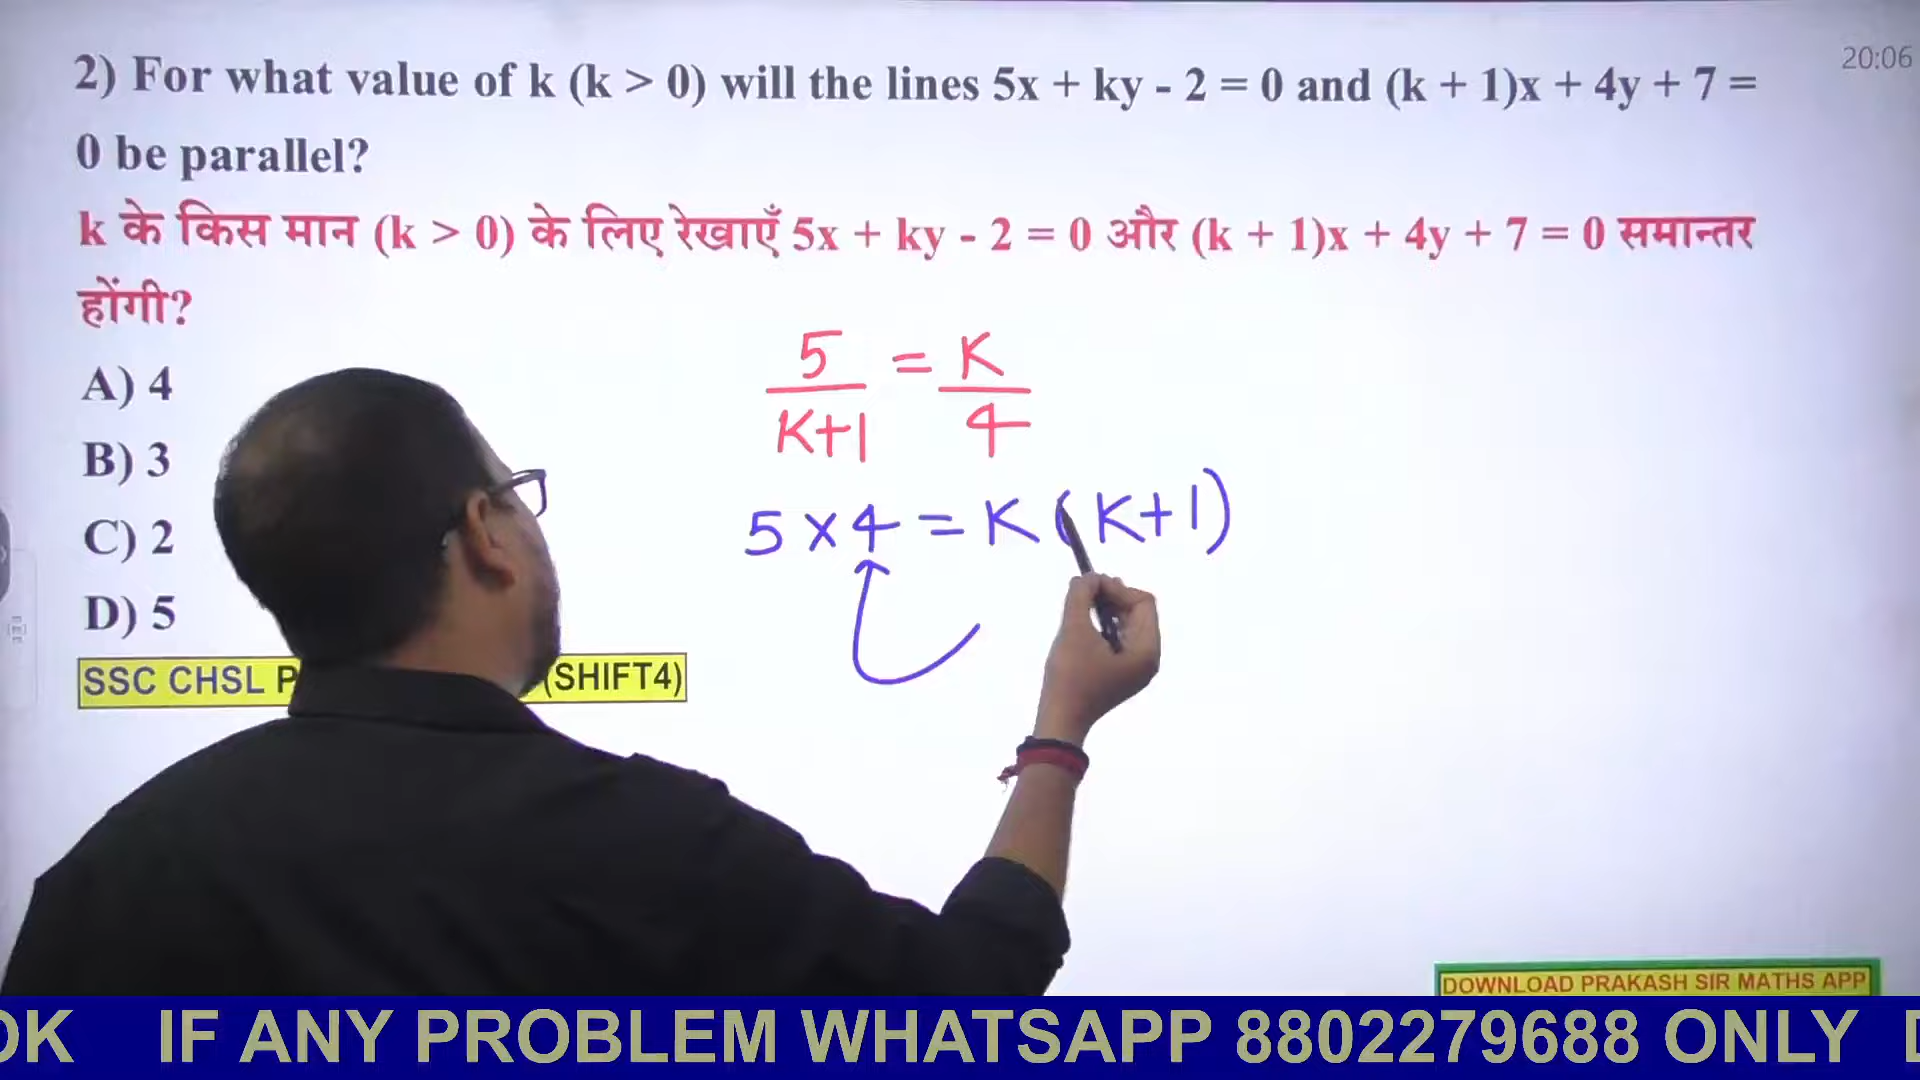 20:06
2) For what value of k (k > 0) will the lines 5x + ky - 2 = 0 and (k + 1)x + 4y + 7 =
0 be parallel?
k के किस मान (k > 0) के लिए रेखाएँ 5x + ky - 2 = 0 और (k + 1)x + 4y + 7 = 0 समान्तर
होंगी?
A) 4
B) 3
C) 2
D) 5
SSC CHSL P (SHIFT4)
5 = K
K+1 4
5 × 4 = K (K+1)
DOWNLOAD PRAKASH SIR MATHS APP
OK IF ANY PROBLEM WHATSAPP 8802279688 ONLY